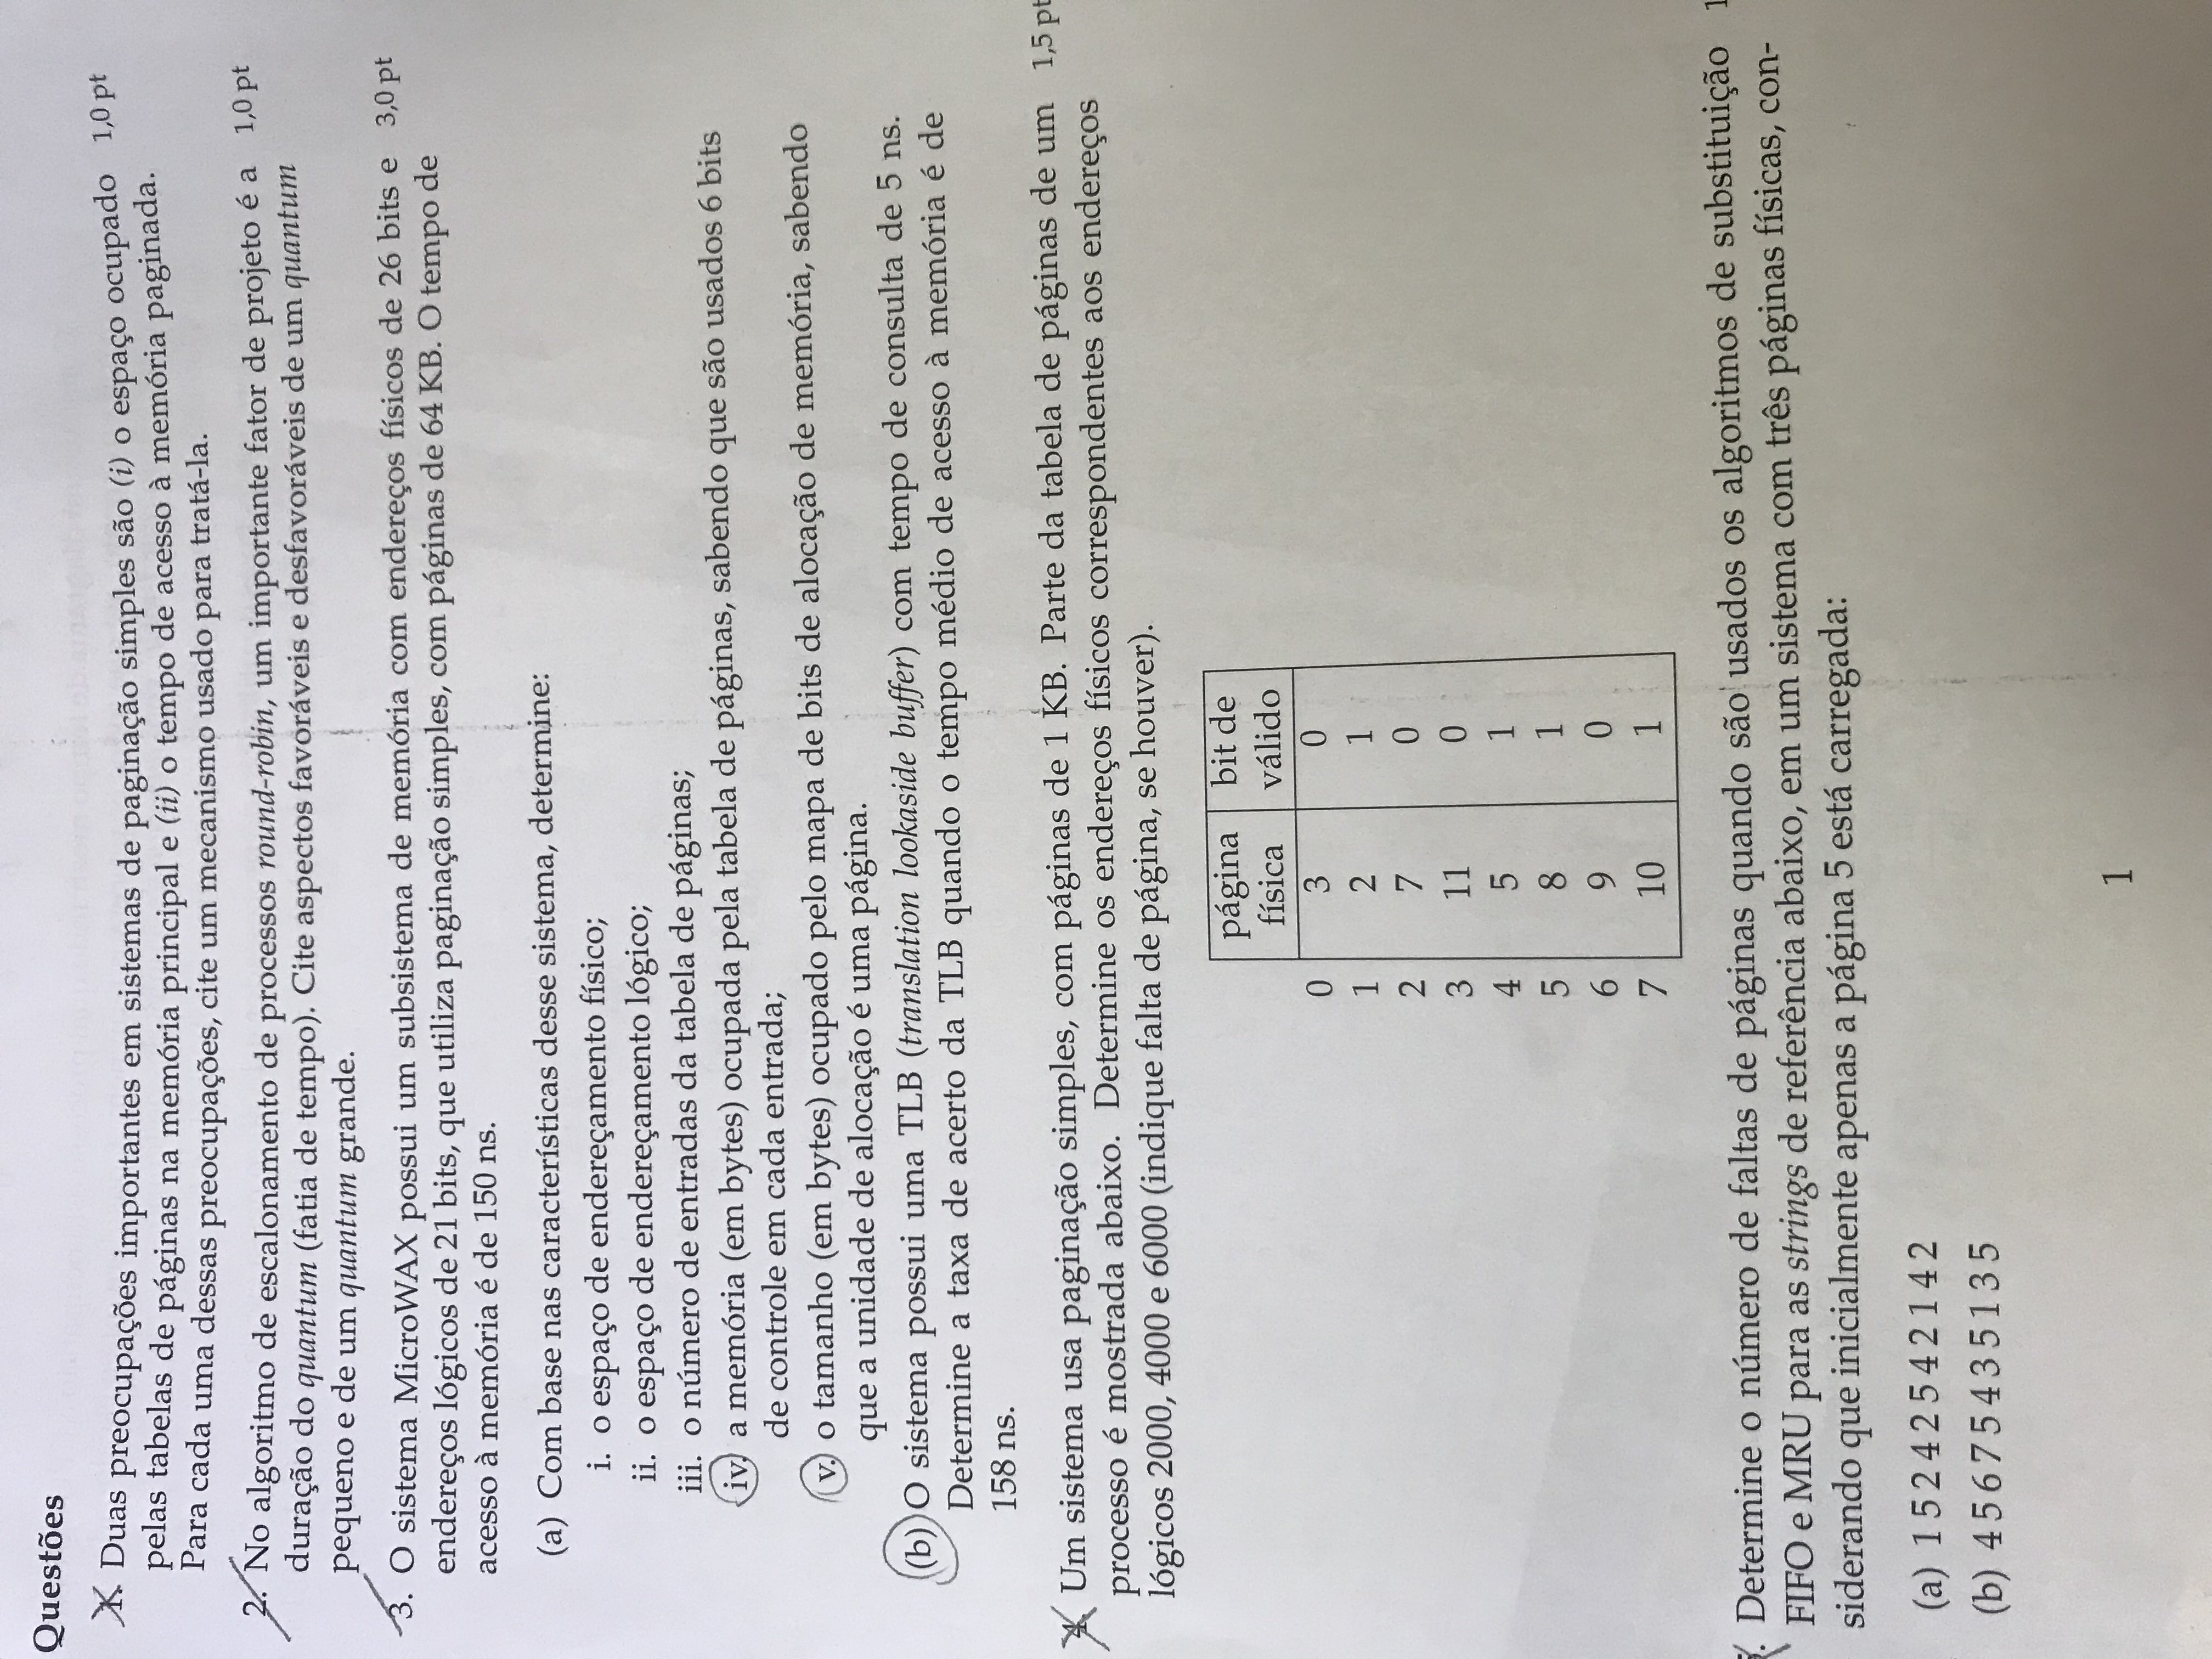 Questões
1. Duas preocupações importantes em sistemas de paginação simples são (i) o espaço ocupado 1,0 pt
pelas tabelas de páginas na memória principal e (ii) o tempo de acesso à memória paginada.
Para cada uma dessas preocupações, cite um mecanismo usado para tratá-la.
2. No algoritmo de escalonamento de processos round-robin, um importante fator de projeto é a 1,0 pt
duração do quantum (fatia de tempo). Cite aspectos favoráveis e desfavoráveis de um quantum
pequeno e de um quantum grande.
3. O sistema MicroWAX possui um subsistema de memória com endereços físicos de 26 bits e 3,0 pt
endereços lógicos de 21 bits, que utiliza paginação simples, com páginas de 64 KB. O tempo de
acesso à memória é de 150 ns.
(a) Com base nas características desse sistema, determine:
i. o espaço de endereçamento físico;
ii. o espaço de endereçamento lógico;
iii. o número de entradas da tabela de páginas;
iv. a memória (em bytes) ocupada pela tabela de páginas, sabendo que são usados 6 bits
de controle em cada entrada;
v. o tamanho (em bytes) ocupado pelo mapa de bits de alocação de memória, sabendo
que a unidade de alocação é uma página.
(b) O sistema possui uma TLB (translation lookaside buffer) com tempo de consulta de 5 ns.
Determine a taxa de acerto da TLB quando o tempo médio de acesso à memória é de
158 ns.
4. Um sistema usa paginação simples, com páginas de 1 KB. Parte da tabela de páginas de um 1,5 pt
processo é mostrada abaixo. Determine os endereços físicos correspondentes aos endereços
lógicos 2000, 4000 e 6000 (indique falta de página, se houver).
página bit de
física válido
0 3 0
1 2 1
2 7 0
3 11 0
4 5 1
5 8 1
6 9 0
7 10 1
Determine o número de faltas de páginas quando são usados os algoritmos de substituição 1
FIFO e MRU para as strings de referência abaixo, em um sistema com três páginas físicas, con-
siderando que inicialmente apenas a página 5 está carregada:
(a) 1 5 2 4 2 5 4 2 1 4 2
(b) 4 5 6 7 5 4 3 5 1 3 5
1